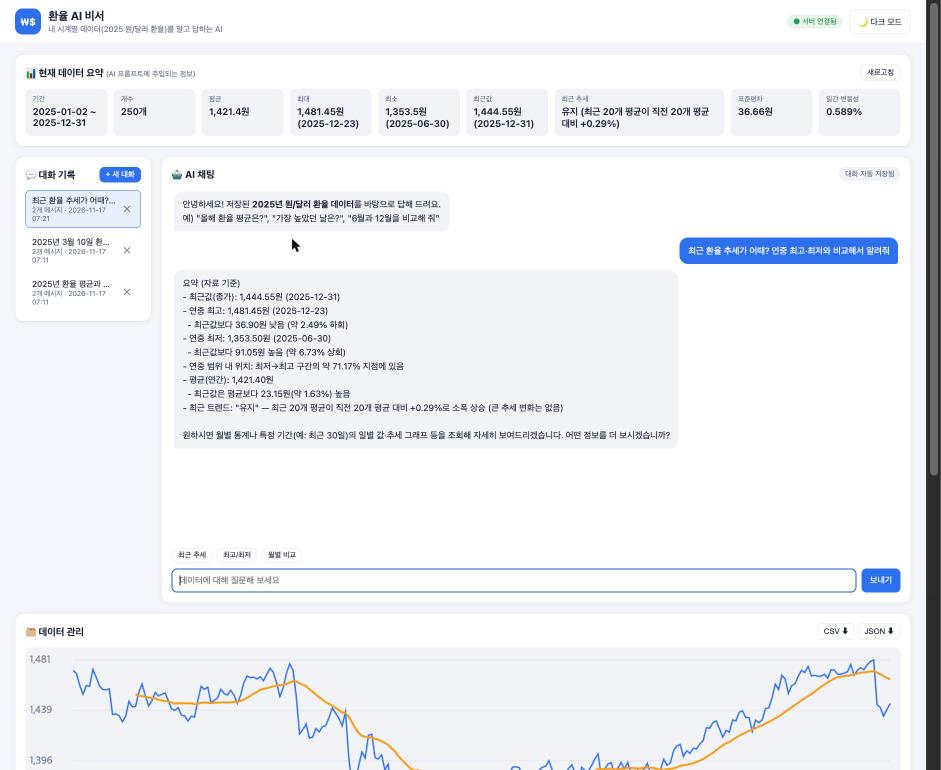 ₩$
환율 AI 비서
내 시계열 데이터(2025 원/달러 환율)를 알고 답하는 AI
서버 연결됨
🌙 다크 모드
📊 현재 데이터 요약 (AI 프롬프트에 주입되는 정보)
새로고침
기간
2025-01-02 ~
2025-12-31
개수
250개
평균
1,421.4원
최대
1,481.45원
(2025-12-23)
최소
1,353.5원
(2025-06-30)
최근값
1,444.55원
(2025-12-31)
최근 추세
유지 (최근 20개 평균이 직전 20개 평균
대비 +0.29%)
표준편차
36.66원
일간 변동성
0.589%
💬 대화 기록
+ 새 대화
최근 환율 추세가 어때?...
2개 메시지 · 2026-11-17
07:21
2025년 3월 10일 환...
2개 메시지 · 2026-11-17
07:11
2025년 환율 평균과 ...
2개 메시지 · 2026-11-17
07:11
🤖 AI 채팅
대화 자동 저장됨
안녕하세요! 저장된 2025년 원/달러 환율 데이터를 바탕으로 답해 드려요.
예) "올해 환율 평균은?", "가장 높았던 날은?", "6월과 12월을 비교해 줘"
최근 환율 추세가 어때? 연중 최고·최저와 비교해서 알려줘
요약 (자료 기준)
- 최근값(종가): 1,444.55원 (2025-12-31)
- 연중 최고: 1,481.45원 (2025-12-23)
- 최근값보다 36.90원 낮음 (약 2.49% 하회)
- 연중 최저: 1,353.50원 (2025-06-30)
- 최근값보다 91.05원 높음 (약 6.73% 상회)
- 연중 범위 내 위치: 최저→최고 구간의 약 71.17% 지점에 있음
- 평균(연간): 1,421.40원
- 최근값은 평균보다 23.15원(약 1.63%) 높음
- 최근 트렌드: "유지" — 최근 20개 평균이 직전 20개 평균 대비 +0.29%로 소폭 상승 (큰 추세 변화는 없음)
원하시면 월별 통계나 특정 기간(예: 최근 30일)의 일별 값·추세 그래프 등을 조회해 자세히 보여드리겠습니다. 어떤 정보를 더 보시겠습니까?
최근 추세
최고/최저
월별 비교
데이터에 대해 질문해 보세요
보내기
🗂️ 데이터 관리
CSV ⬇
JSON ⬇
1,481
1,439
1,396